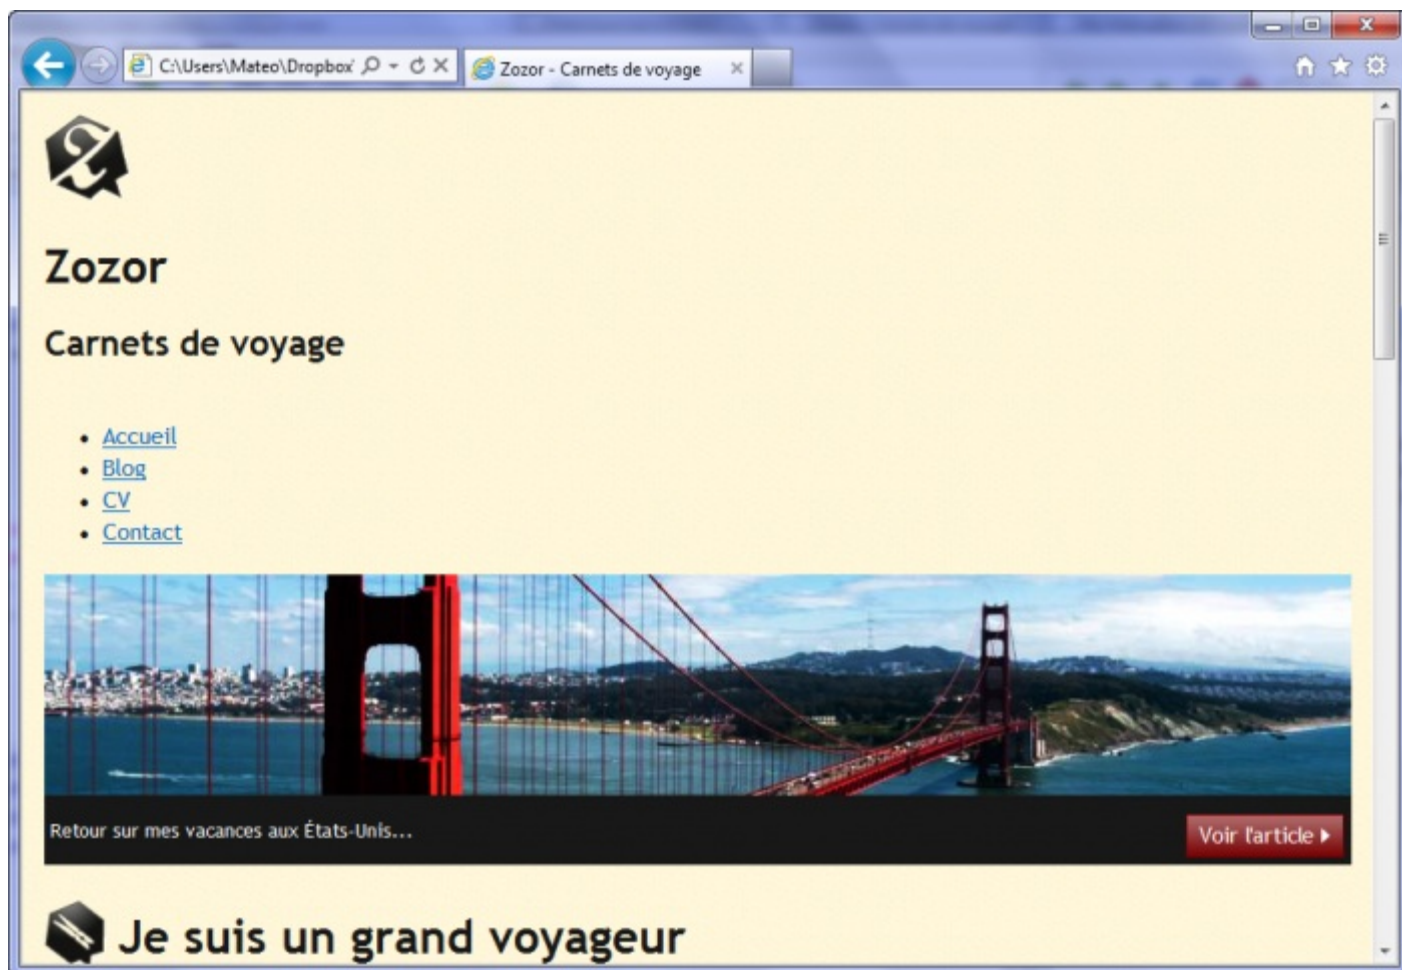 C:\Users\Mateo\Dropbox\
Zozor - Carnets de voyage
Zozor
Carnets de voyage
Accueil
Blog
CV
Contact
Retour sur mes vacances aux États-Unis...
Voir l'article
Je suis un grand voyageur